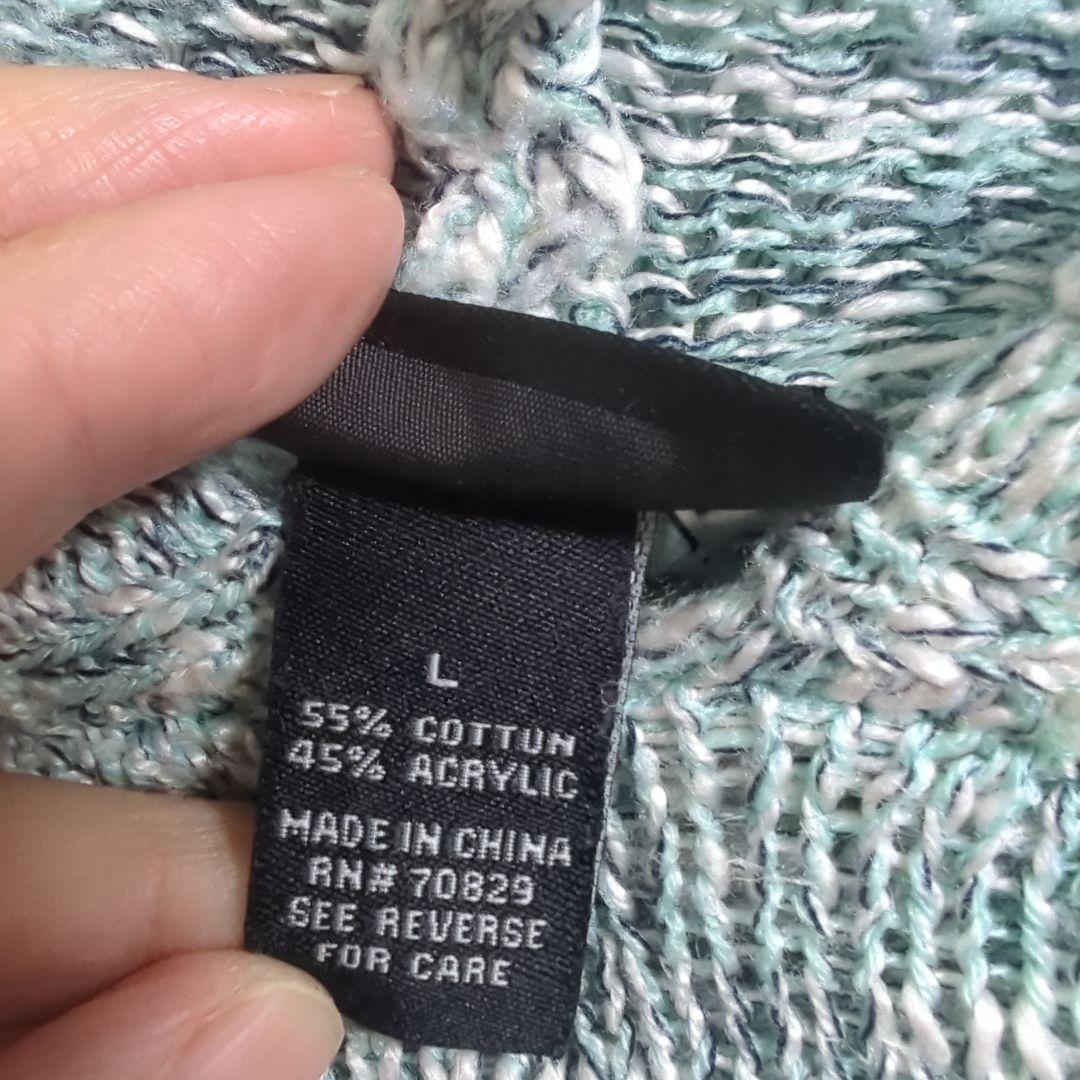 L
55% COTTON
45% ACRYLIC
MADE IN CHINA
RN# 70829
SEE REVERSE
FOR CARE